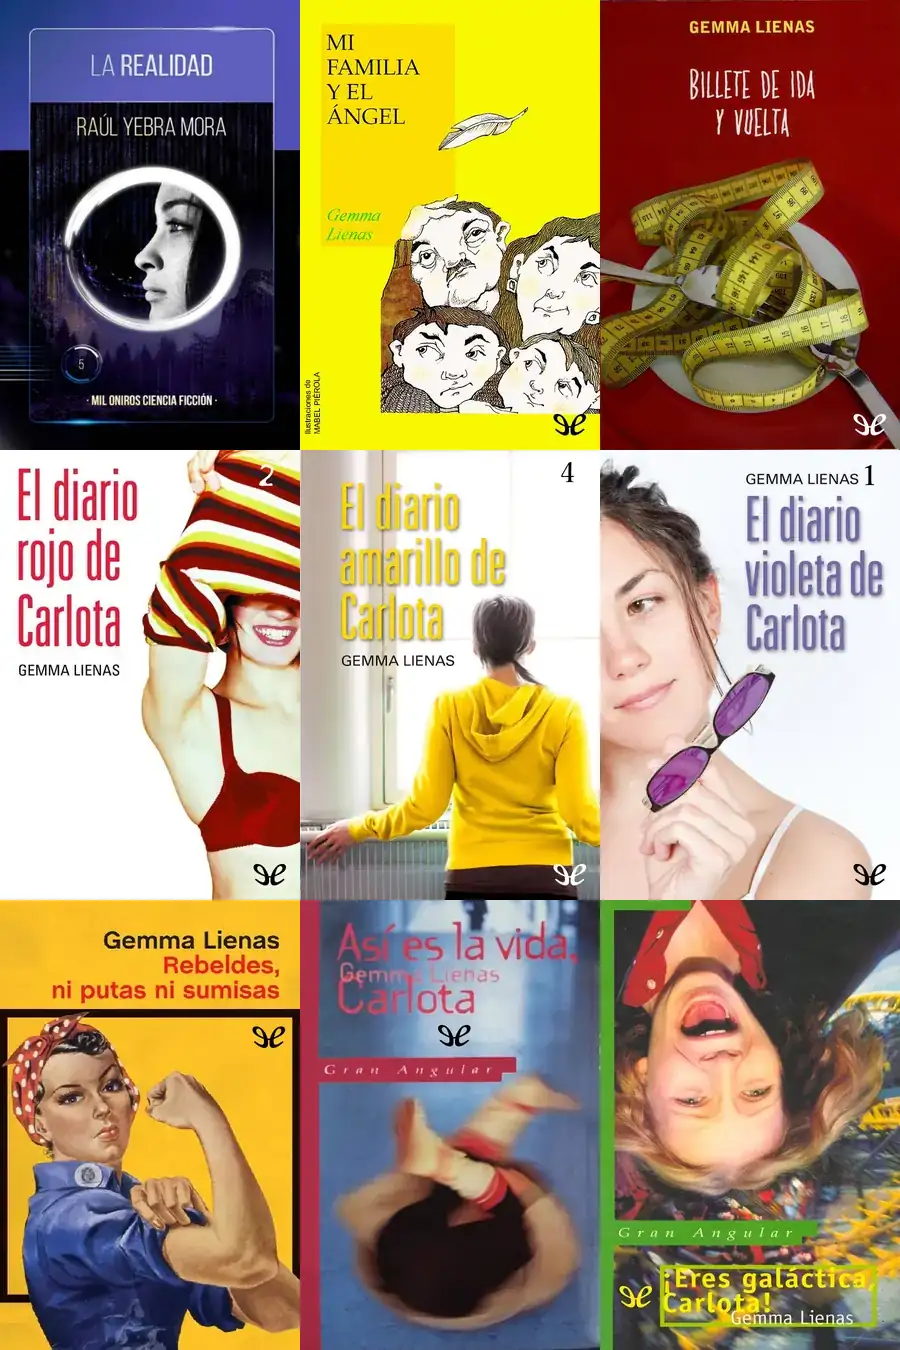 LA REALIDAD
RAÚL YEBRA MORA
5
· MIL ONIROS CIENCIA FICCIÓN ·
MI
FAMILIA
Y EL
ÁNGEL
Gemma
Lienas
Ilustraciones de
MABEL PIÉROLA
GEMMA LIENAS
BILLETE DE IDA
Y VUELTA
2
El diario
rojo de
Carlota
GEMMA LIENAS
4
El diario
amarillo de
Carlota
GEMMA LIENAS
GEMMA LIENAS 1
El diario
violeta de
Carlota
Gemma Lienas
Rebeldes,
ni putas ni sumisas
Así es la vida,
Gemma Lienas
Carlota
Gran Angular
Gran Angular
¡Eres galáctica,
Carlota!
Gemma Lienas